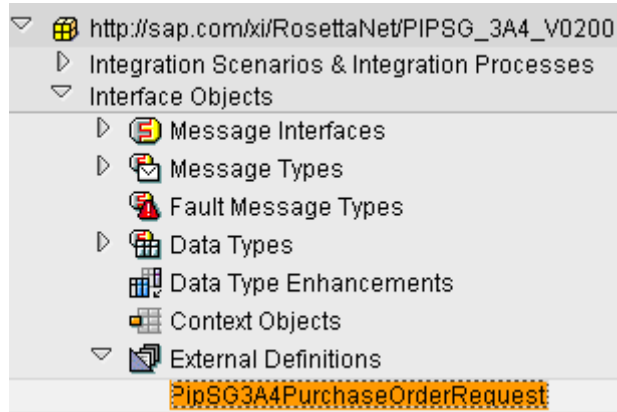 http://sap.com/xi/RosettaNet/PIPSG_3A4_V0200
Integration Scenarios & Integration Processes
Interface Objects
Message Interfaces
Message Types
Fault Message Types
Data Types
Data Type Enhancements
Context Objects
External Definitions
PipSG3A4PurchaseOrderRequest